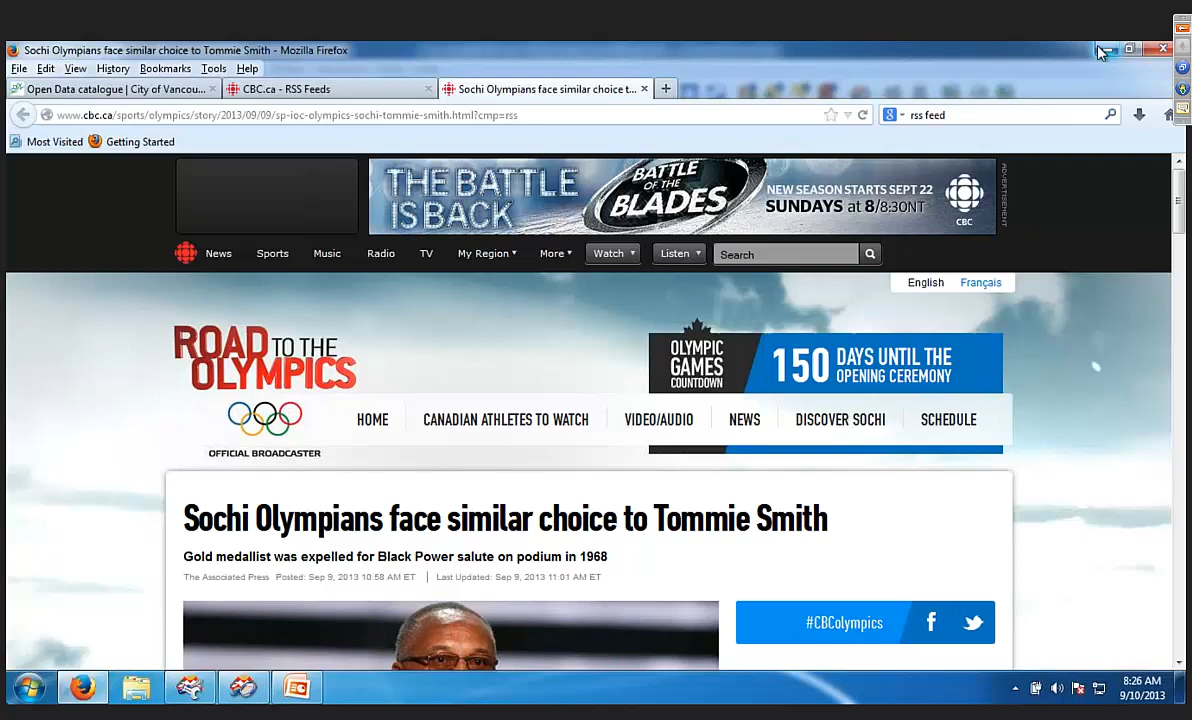 Sochi Olympians face similar choice to Tommie Smith - Mozilla Firefox
File Edit View History Bookmarks Tools Help
Open Data catalogue | City of Vancou...
CBC.ca - RSS Feeds
Sochi Olympians face similar choice t...
www.cbc.ca/sports/olympics/story/2013/09/09/sp-ioc-olympics-sochi-tommie-smith.html?cmp=rss
rss feed
Most Visited Getting Started
THE BATTLE
IS BACK
BATTLE
OF THE
BLADES
NEW SEASON STARTS SEPT 22
SUNDAYS at 8/8:30NT
CBC
ADVERTISEMENT
News Sports Music Radio TV My Region More Watch Listen Search
English Français
ROAD TO THE
OLYMPICS
OFFICIAL BROADCASTER
OLYMPIC
GAMES
COUNTDOWN
150 DAYS UNTIL THE
OPENING CEREMONY
HOME CANADIAN ATHLETES TO WATCH VIDEO/AUDIO NEWS DISCOVER SOCHI SCHEDULE
Sochi Olympians face similar choice to Tommie Smith
Gold medallist was expelled for Black Power salute on podium in 1968
The Associated Press Posted: Sep 9, 2013 10:58 AM ET | Last Updated: Sep 9, 2013 11:01 AM ET
#CBColympics
8:26 AM
9/10/2013